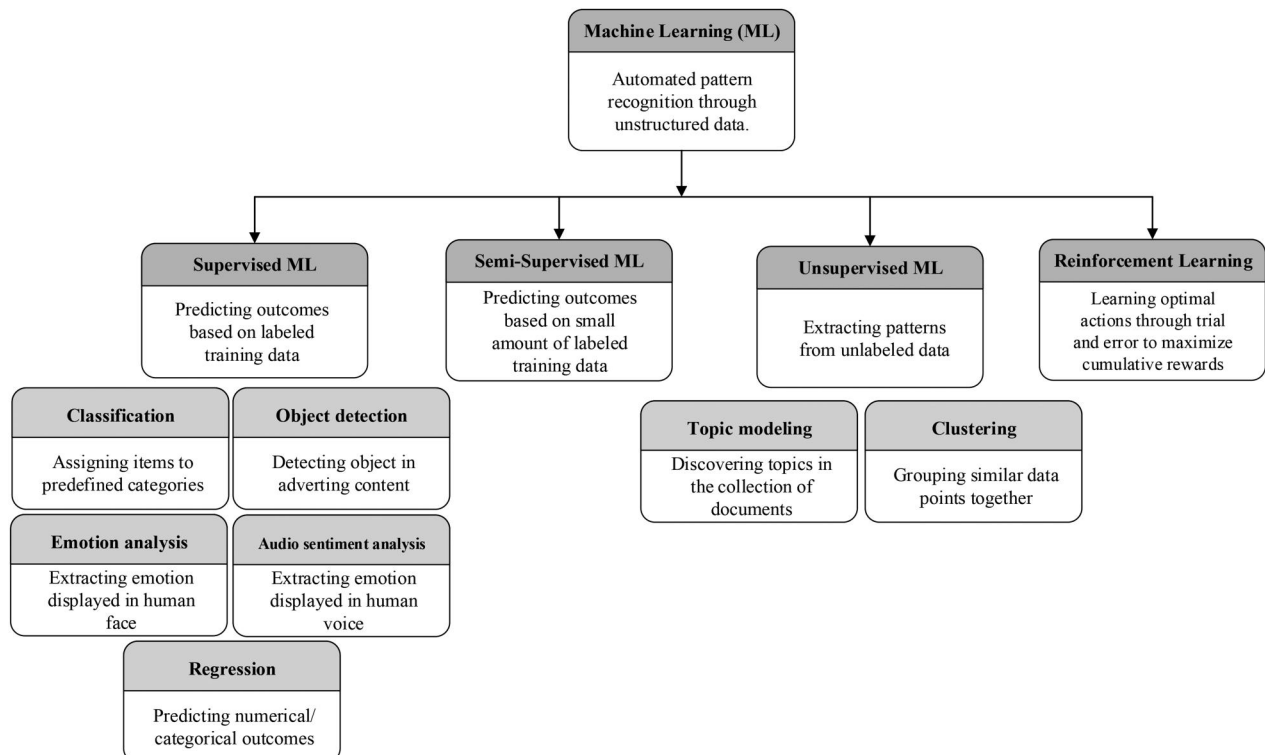 Machine Learning (ML)
Automated pattern
recognition through
unstructured data.
Supervised ML
Predicting outcomes
based on labeled
training data
Semi-Supervised ML
Predicting outcomes
based on small
amount of labeled
training data
Unsupervised ML
Extracting patterns
from unlabeled data
Reinforcement Learning
Learning optimal
actions through trial
and error to maximize
cumulative rewards
Classification
Assigning items to
predefined categories
Object detection
Detecting object in
adverting content
Topic modeling
Discovering topics in
the collection of
documents
Clustering
Grouping similar data
points together
Emotion analysis
Extracting emotion
displayed in human
face
Audio sentiment analysis
Extracting emotion
displayed in human
voice
Regression
Predicting numerical/
categorical outcomes